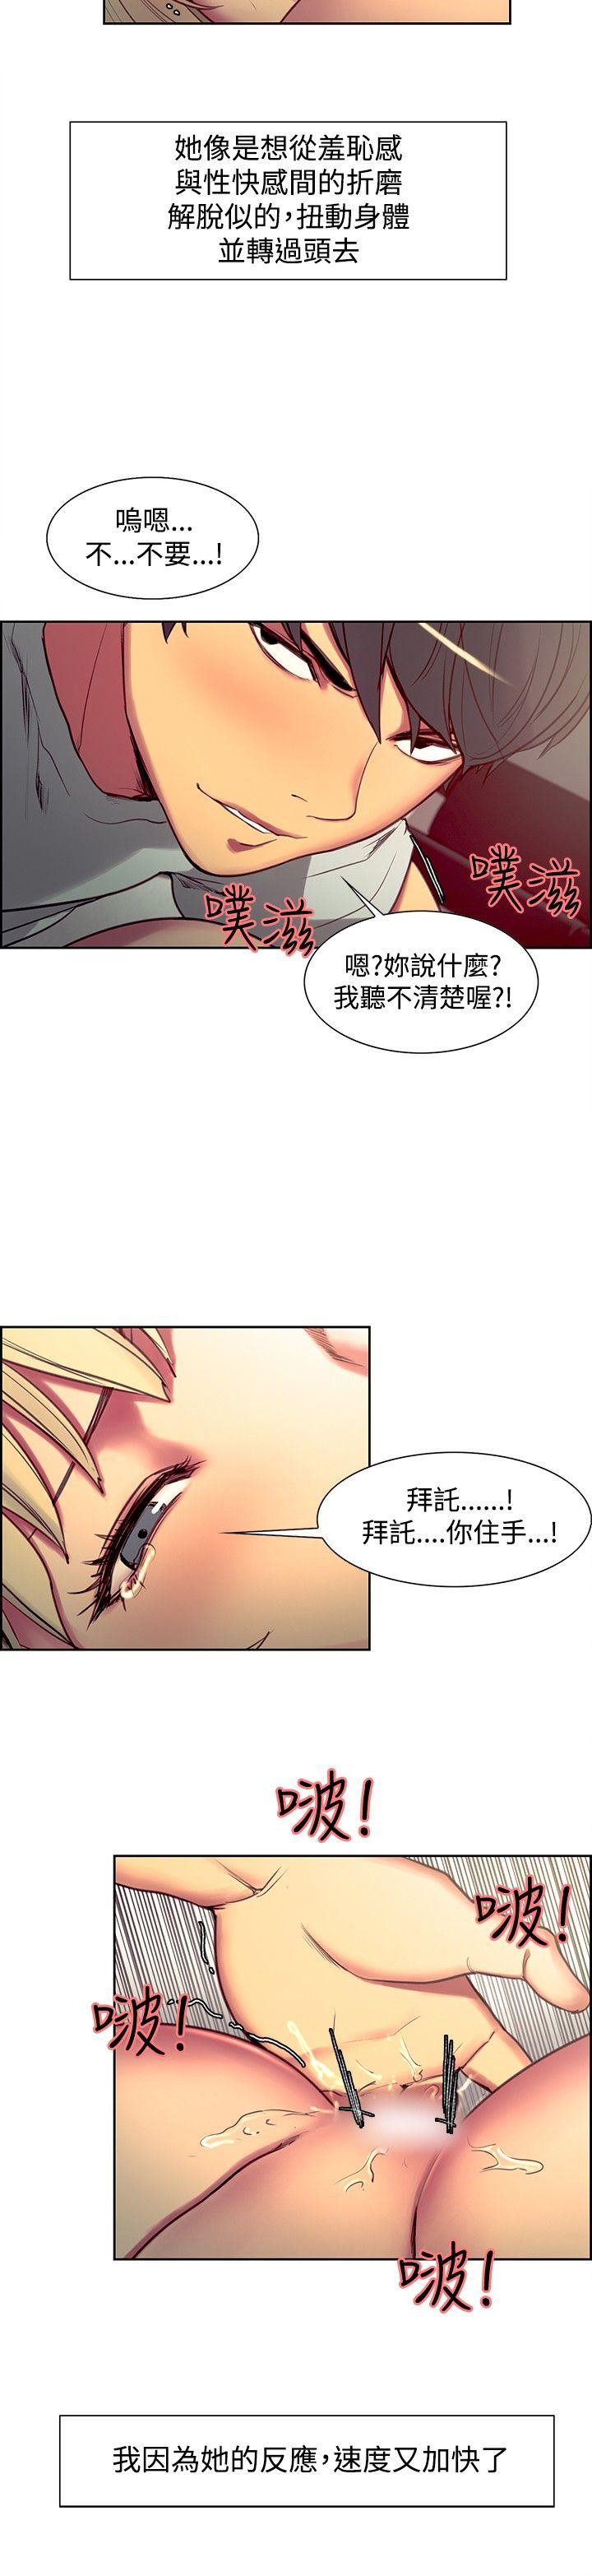 她像是想從羞恥感
與性快感間的折磨
解脫似的,扭動身體
並轉過頭去
嗚嗯...
不...不要...!
噗滋
噗滋
嗯?妳說什麼?
我聽不清楚喔?!
拜託......!
拜託....你住手...!
啵!
啵!
啵!
啵!
我因為她的反應,速度又加快了